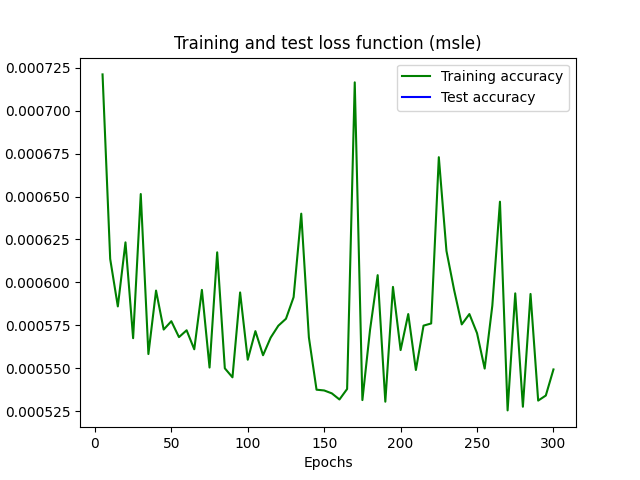 Training and test loss function (msle)
0.000725
0.000700
0.000675
0.000650
0.000625
0.000600
0.000575
0.000550
0.000525
Training accuracy
Test accuracy
0 50 100 150 200 250 300
Epochs